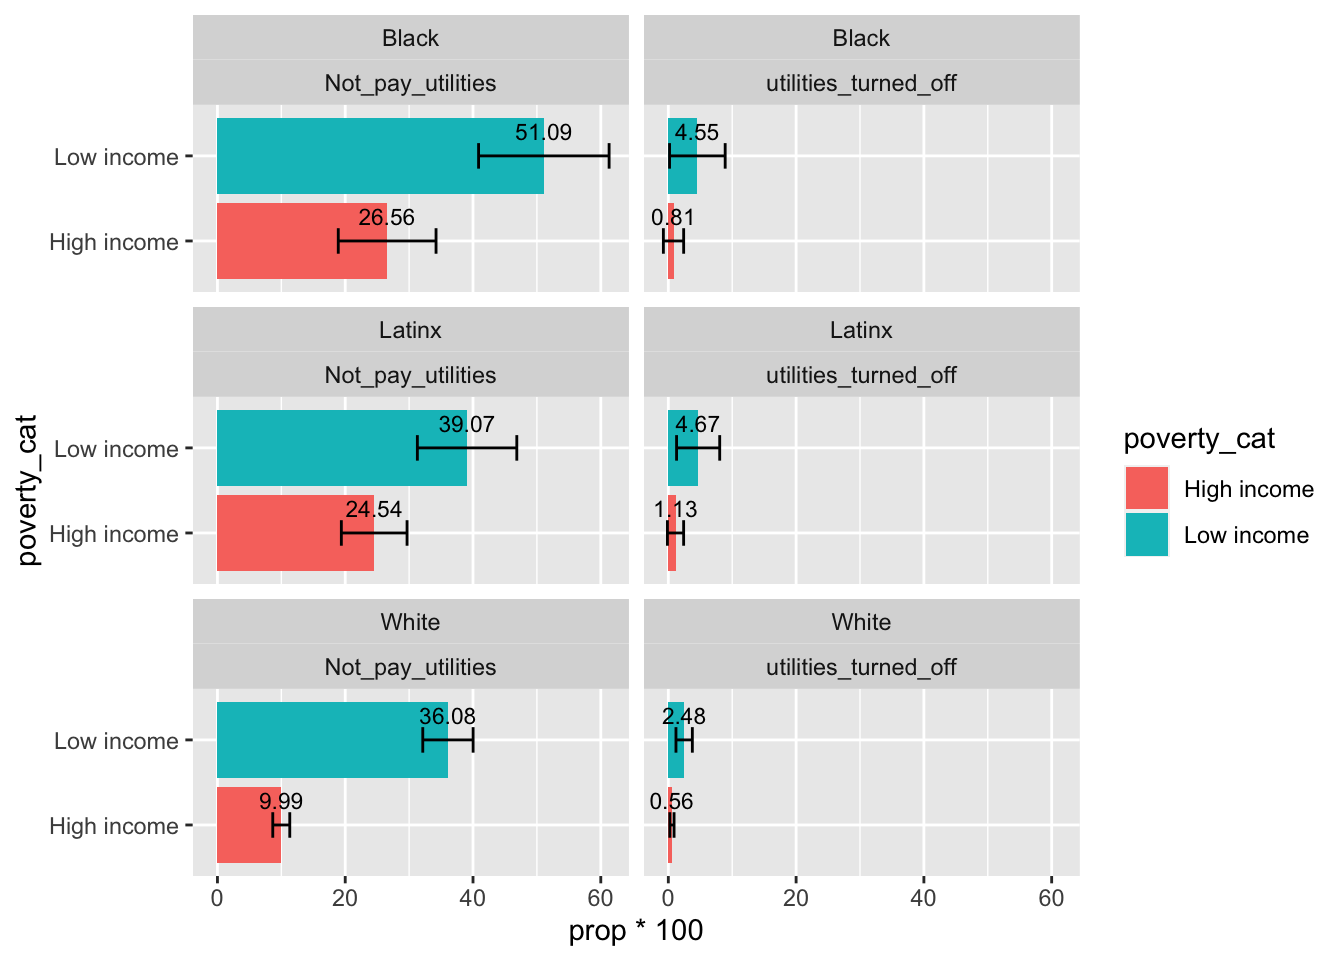 Black
Black
Not_pay_utilities
utilities_turned_off
Low income
51.09
4.55
High income
26.56
0.81
Latinx
Latinx
Not_pay_utilities
utilities_turned_off
Low income
39.07
4.67
High income
24.54
1.13
White
White
Not_pay_utilities
utilities_turned_off
Low income
36.08
2.48
High income
9.99
0.56
0 20 40 60
0 20 40 60
prop * 100
poverty_cat
poverty_cat
High income
Low income